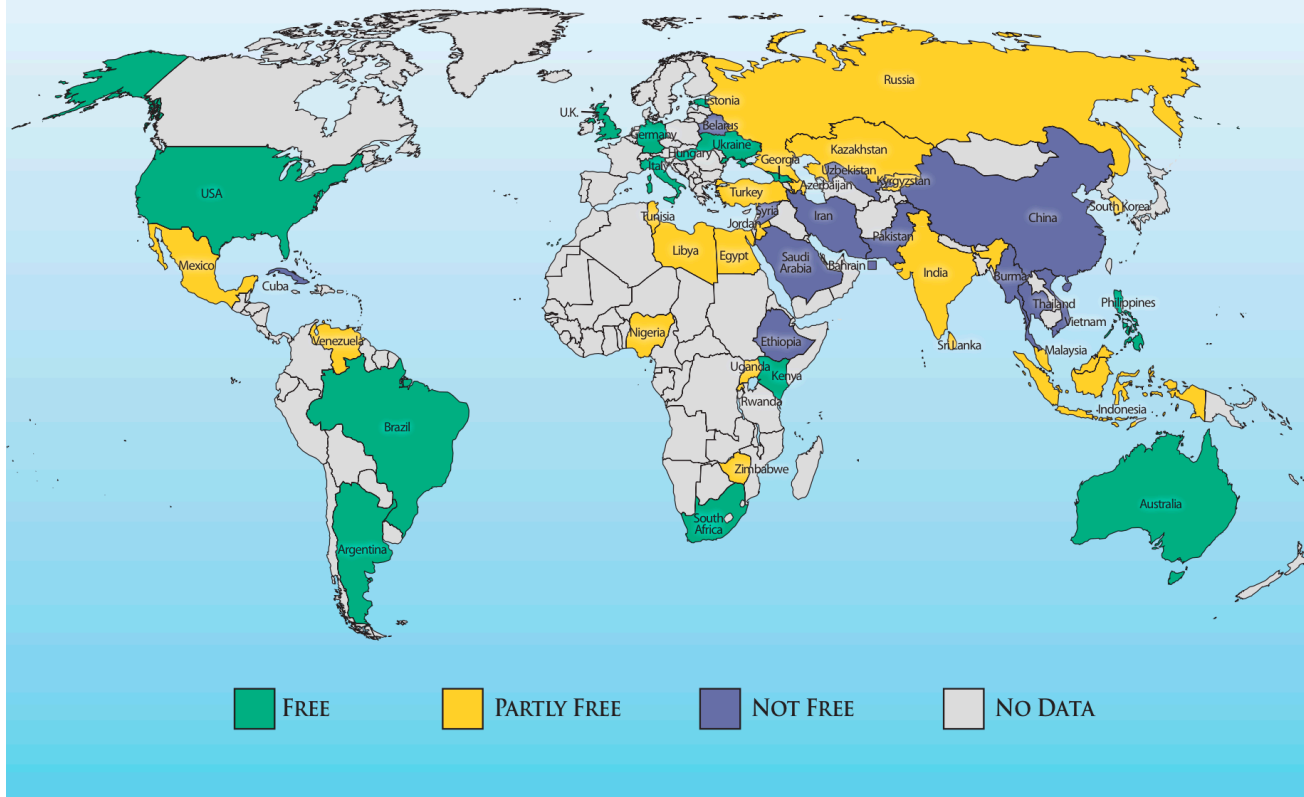 Russia
Estonia
U.K.
Belarus
Germany
Ukraine
Hungary
Kazakhstan
Italy
Georgia
Uzbekistan
Kyrgyzstan
Azerbaijan
USA
Turkey
South Korea
Tunisia
Syria
Iran
China
Jordan
Pakistan
Libya
Egypt
Saudi
Arabia
Bahrain
Mexico
India
Burma
Cuba
Thailand
Philippines
Vietnam
Nigeria
Venezuela
Ethiopia
Sri Lanka
Malaysia
Uganda
Kenya
Rwanda
Indonesia
Brazil
Zimbabwe
Australia
South
Africa
Argentina
FREE
PARTLY FREE
NOT FREE
NO DATA